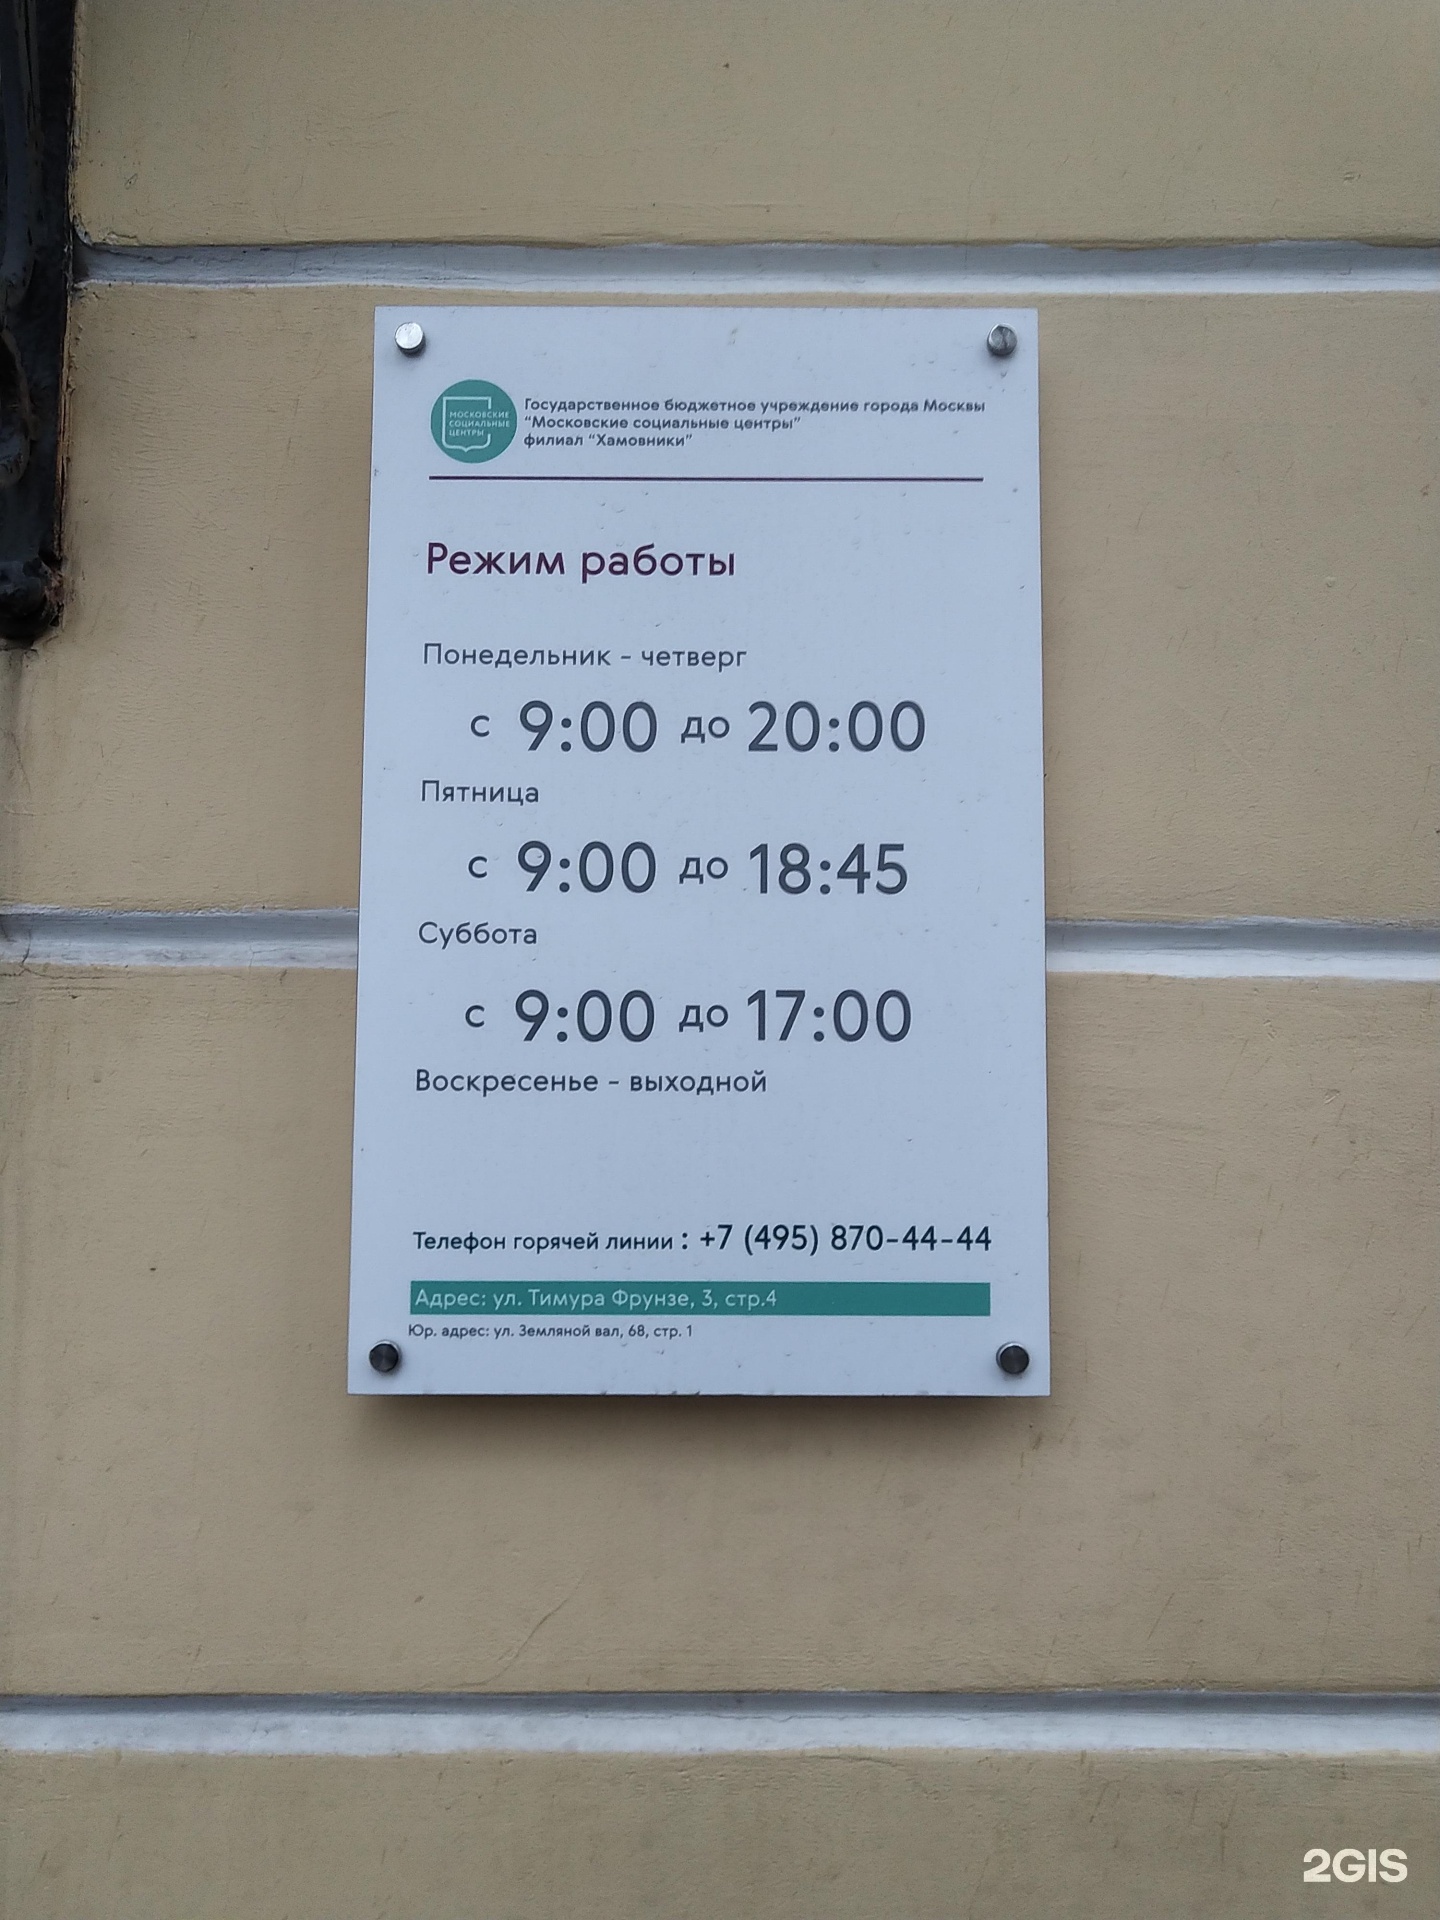 МОСКОВСКИЕ
СОЦИАЛЬНЫЕ
ЦЕНТРЫ
Государственное бюджетное учреждение города Москвы
“Московские социальные центры”
филиал “Хамовники”
Режим работы
Понедельник - четверг
с 9:00 до 20:00
Пятница
с 9:00 до 18:45
Суббота
с 9:00 до 17:00
Воскресенье - выходной
Телефон горячей линии : +7 (495) 870-44-44
Адрес: ул. Тимура Фрунзе, 3, стр.4
Юр. адрес: ул. Земляной вал, 68, стр. 1
2GIS